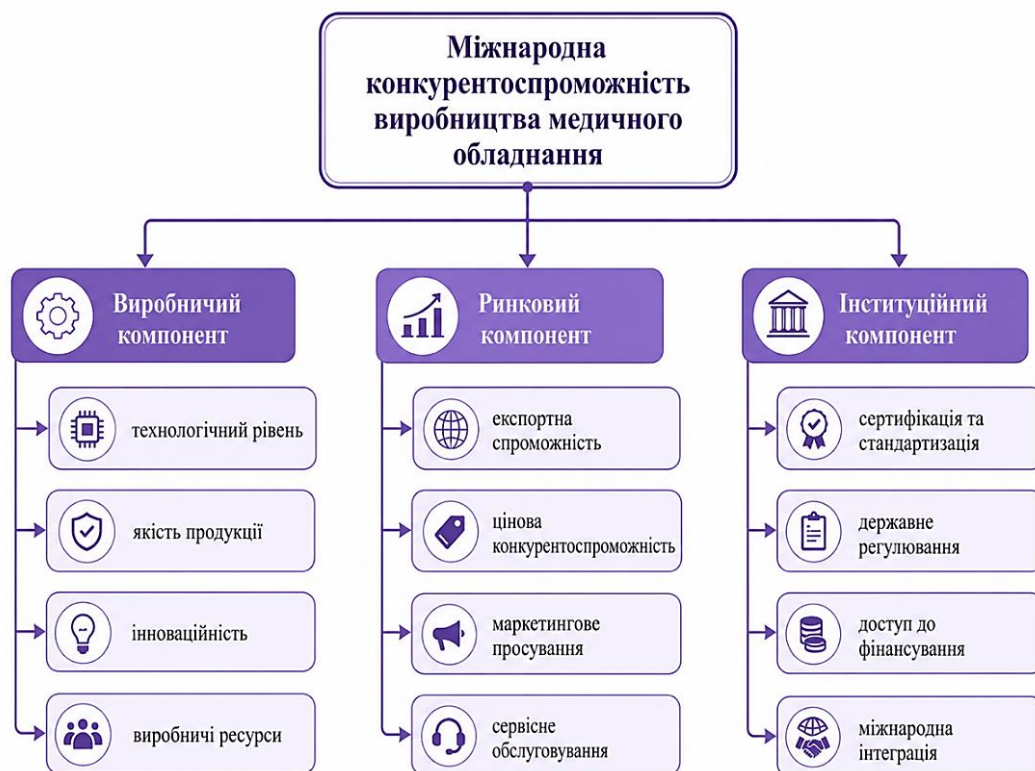 Міжнародна
конкурентоспроможність
виробництва медичного
обладнання
Виробничий
компонент
технологічний рівень
якість продукції
інноваційність
виробничі ресурси
Ринковий
компонент
експортна
спроможність
цінова
конкурентоспроможність
маркетингове
просування
сервісне
обслуговування
Інституційний
компонент
сертифікація та
стандартизація
державне
регулювання
доступ до
фінансування
міжнародна
інтеграція